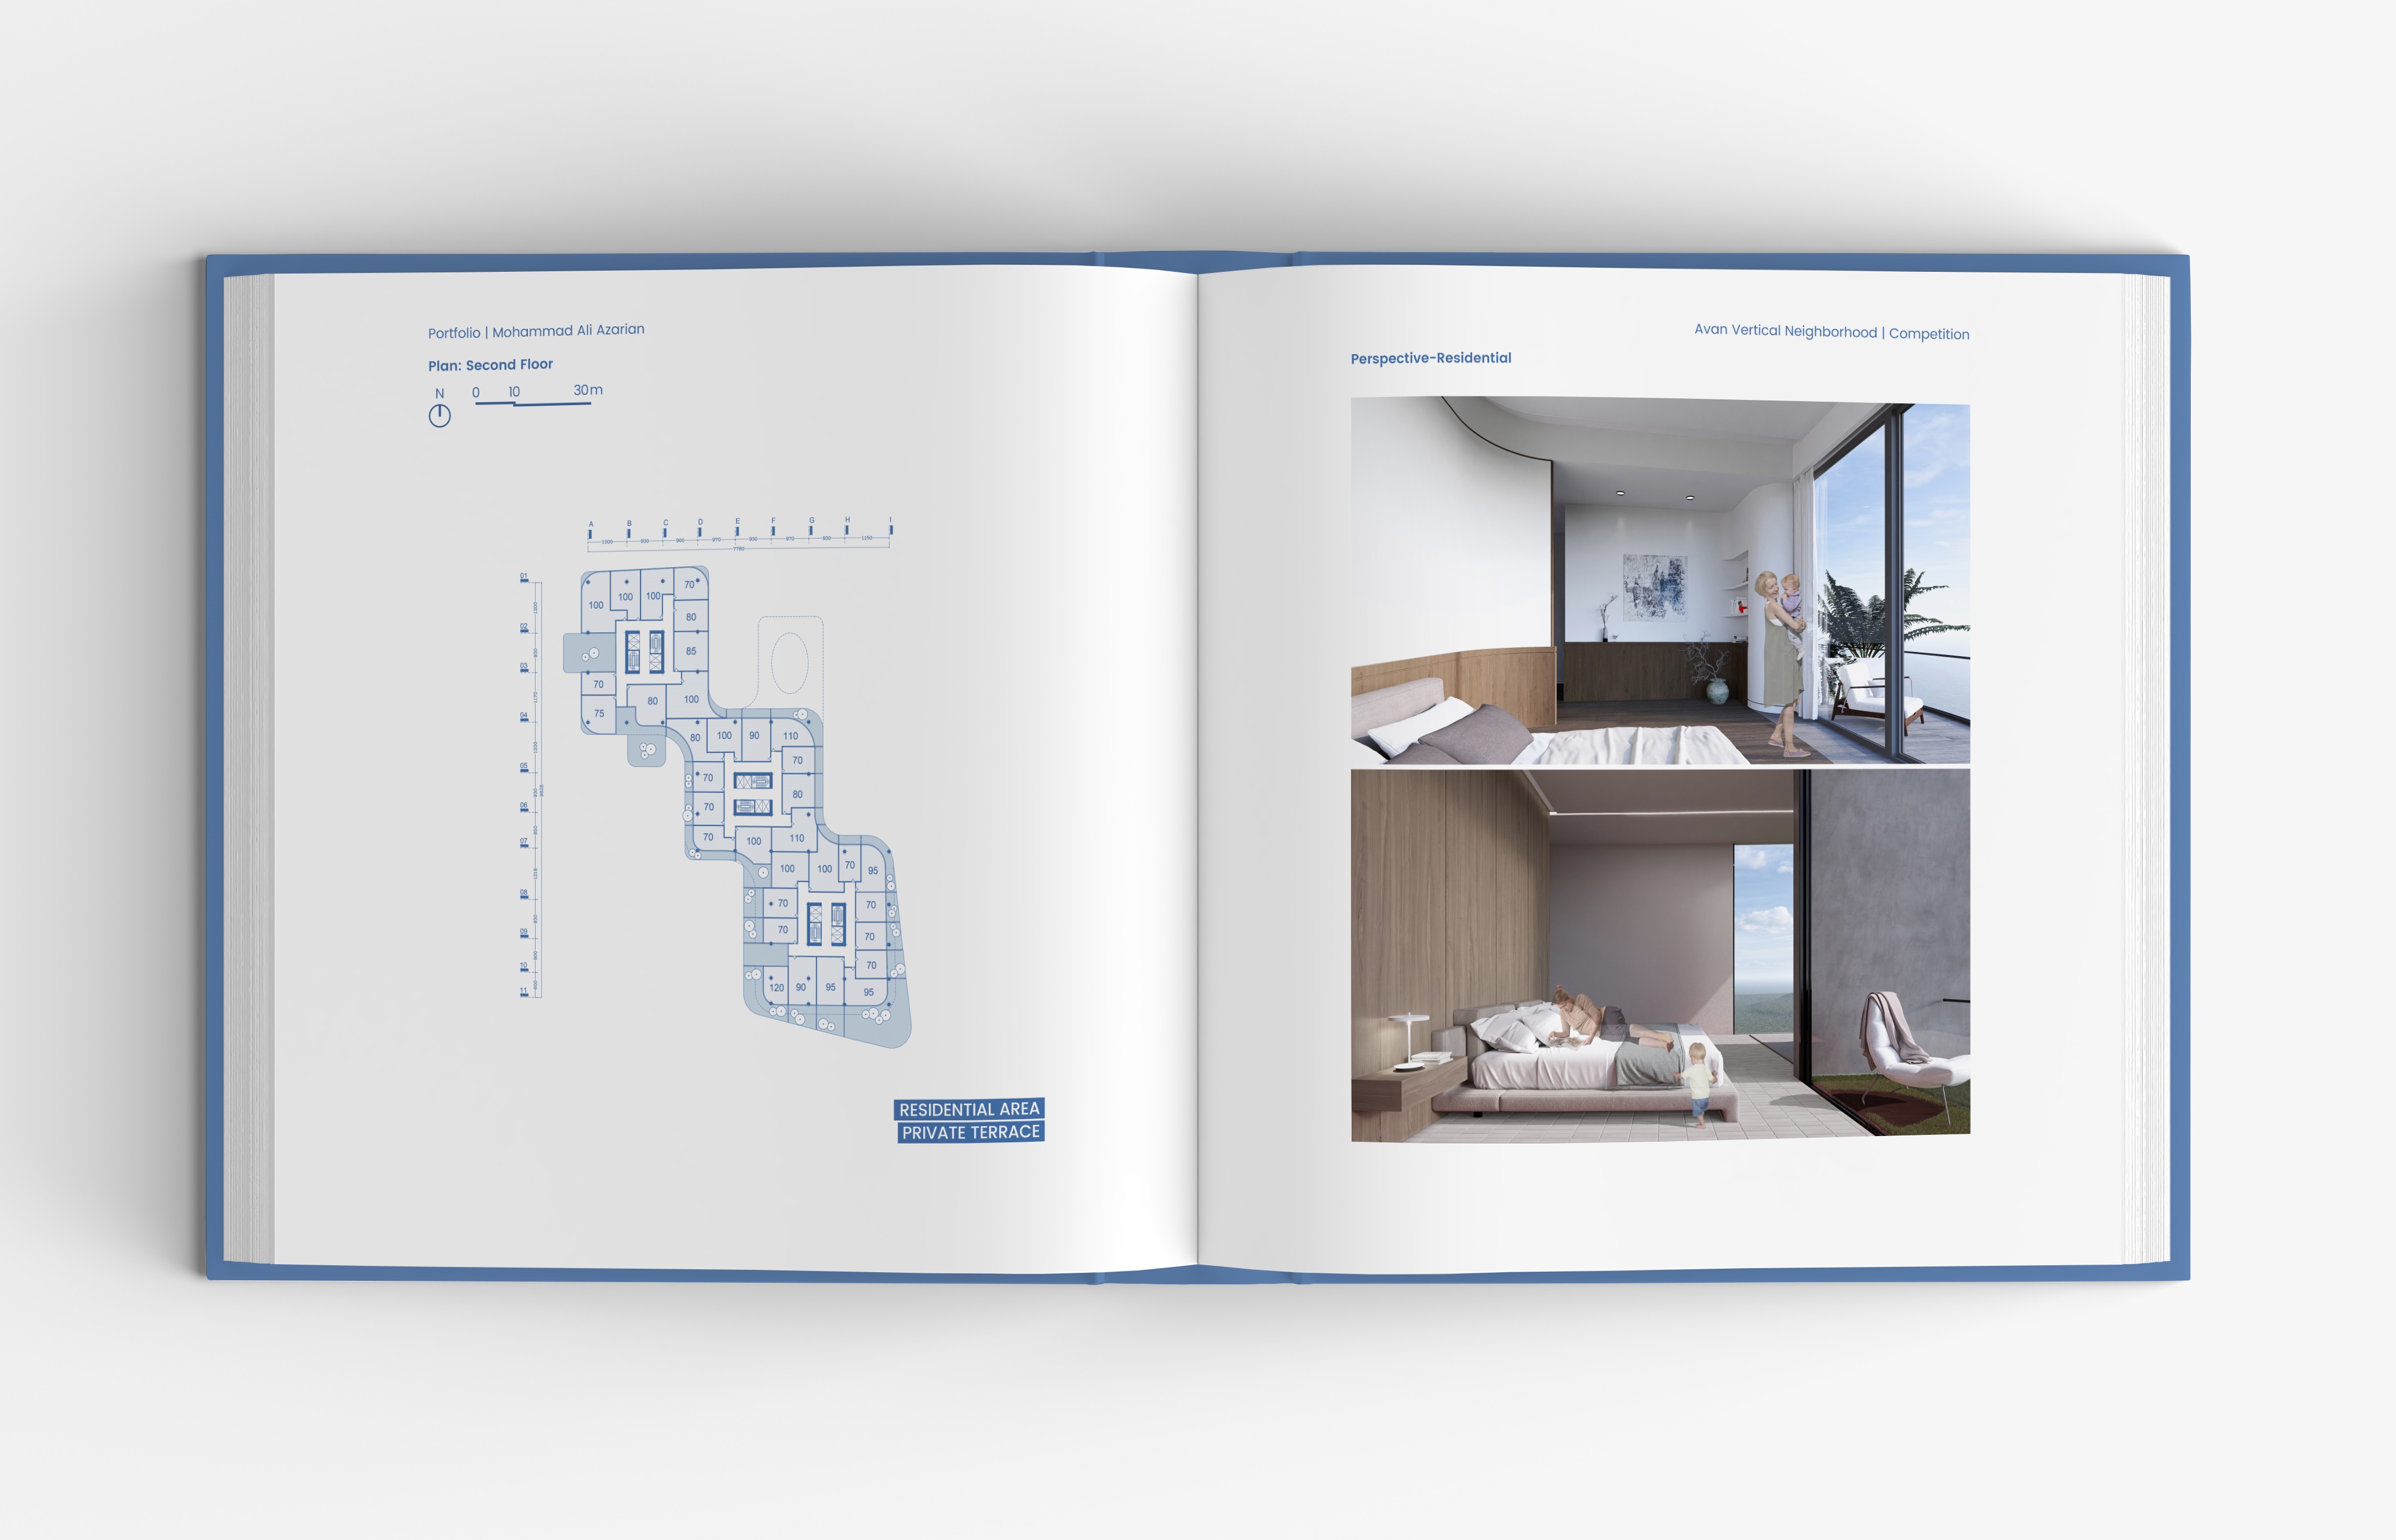 Portfolio | Mohammad Ali Azarian
Plan: Second Floor
N 0 10 30m
A B C D E F G H I
7780
01
02
03
04
05
06
07
08
09
10
11
100 100 100 70
80
85
70
75
80 100
80 100 90 110
70
70
80
70
70 100 110
100 100 70 95
70 70
70 70
70
120 90 95 95
RESIDENTIAL AREA
PRIVATE TERRACE
Avan Vertical Neighborhood | Competition
Perspective-Residential